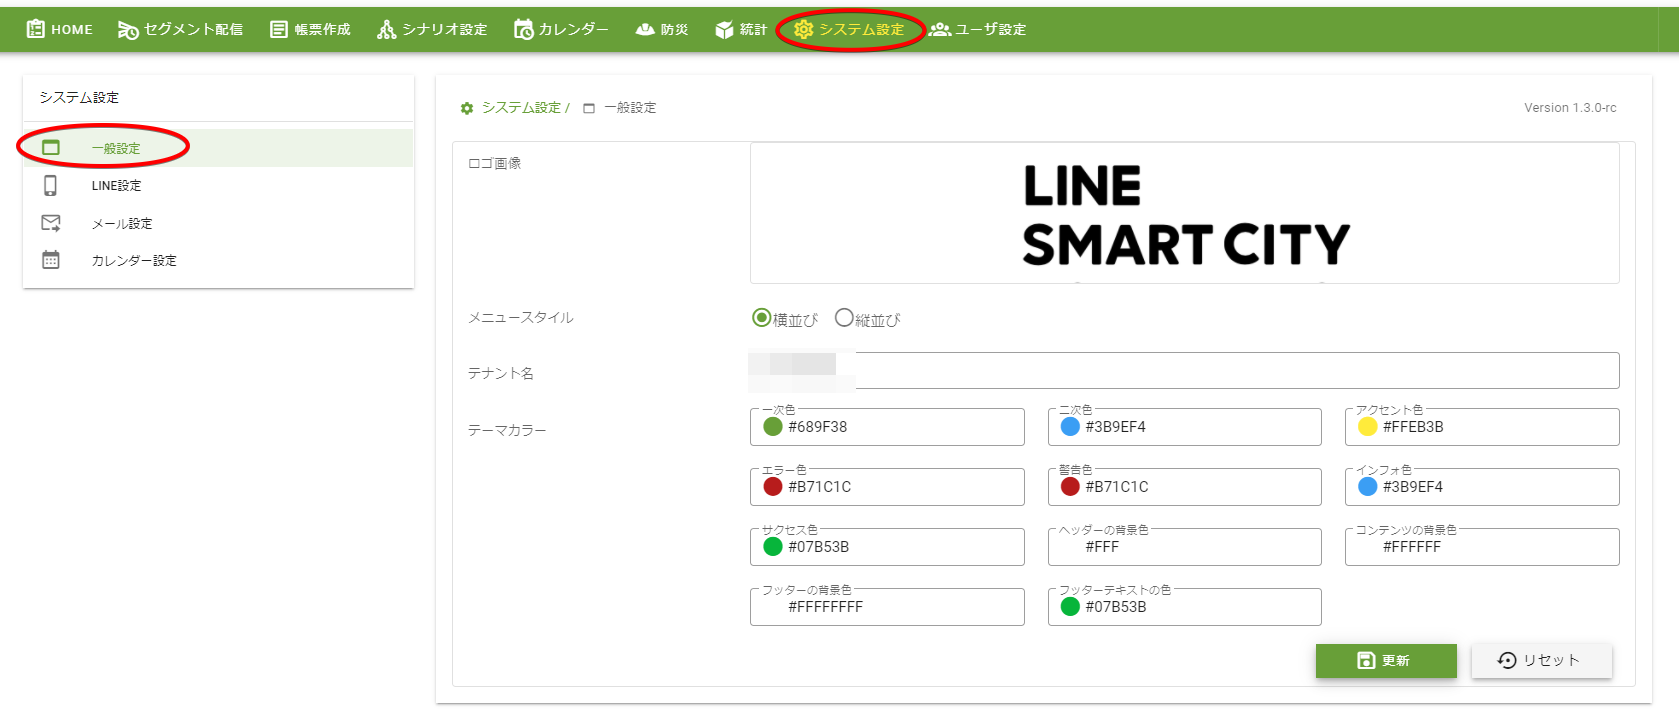 HOME セグメント配信 帳票作成 シナリオ設定 カレンダー 防災 統計 システム設定 ユーザ設定
システム設定
一般設定
LINE設定
メール設定
カレンダー設定
システム設定 / 一般設定
Version 1.3.0-rc
ロゴ画像
LINE
SMART CITY
メニュースタイル
横並び 縦並び
テナント名
テーマカラー
一次色 二次色 アクセント色
#689F38 #3B9EF4 #FFEB3B
エラー色 警告色 インフォ色
#B71C1C #B71C1C #3B9EF4
サクセス色 ヘッダーの背景色 コンテンツの背景色
#07B53B #FFF #FFFFFF
フッターの背景色 フッターテキストの色
#FFFFFFFF #07B53B
更新 リセット